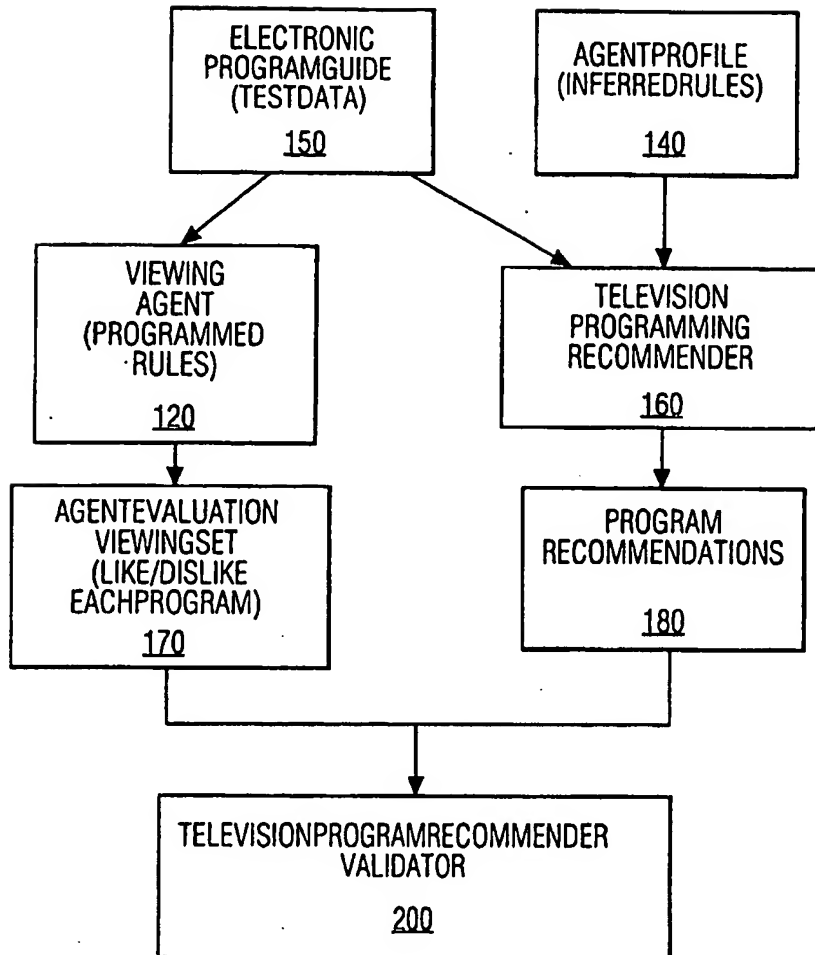 ELECTRONIC
PROGRAMGUIDE
(TESTDATA)
150
AGENTPROFILE
(INFERREDRULES)
140
VIEWING
AGENT
(PROGRAMMED
RULES)
120
TELEVISION
PROGRAMMING
RECOMMENDER
160
AGENTEVALUATION
VIEWINGSET
(LIKE/DISLIKE
EACHPROGRAM)
170
PROGRAM
RECOMMENDATIONS
180
TELEVISIONPROGRAMRECOMMENDER
VALIDATOR
200